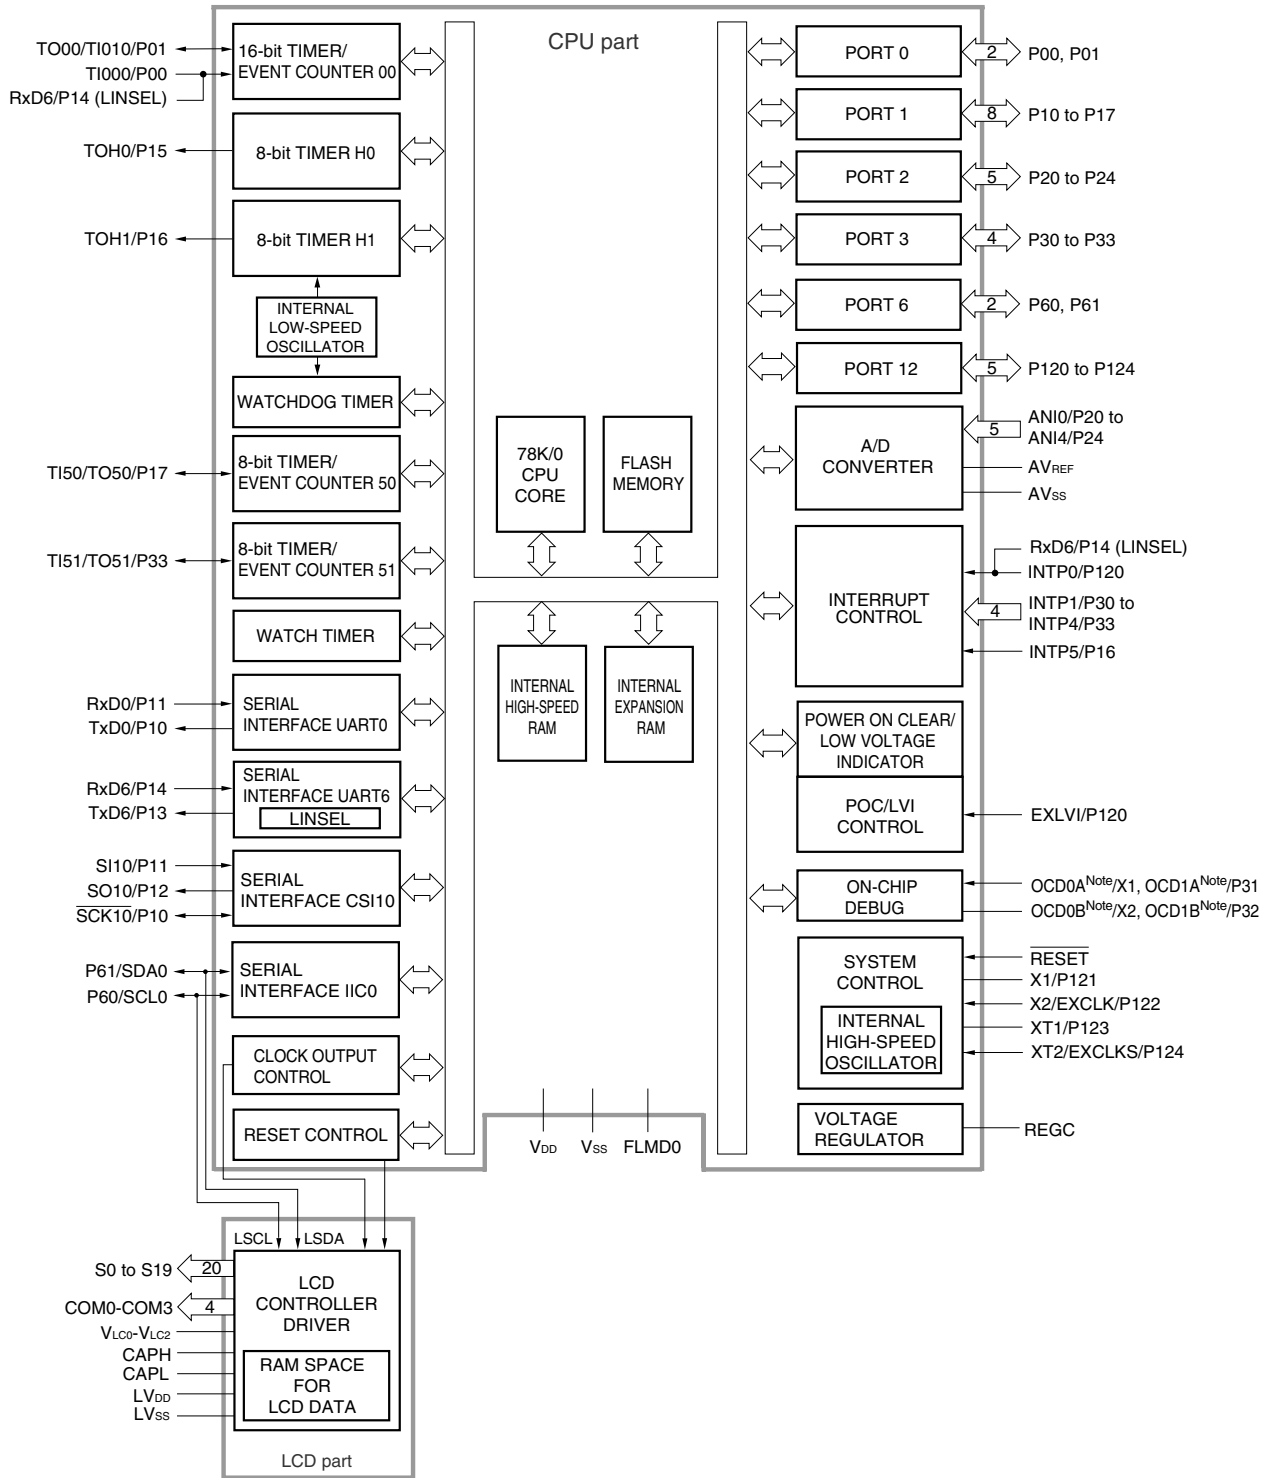 CPU part
TO00/TI010/P01
TI000/P00
RxD6/P14 (LINSEL)
16-bit TIMER/
EVENT COUNTER 00
TOH0/P15
8-bit TIMER H0
TOH1/P16
8-bit TIMER H1
INTERNAL
LOW-SPEED
OSCILLATOR
WATCHDOG TIMER
TI50/TO50/P17
8-bit TIMER/
EVENT COUNTER 50
TI51/TO51/P33
8-bit TIMER/
EVENT COUNTER 51
WATCH TIMER
RxD0/P11
TxD0/P10
SERIAL
INTERFACE UART0
RxD6/P14
TxD6/P13
SERIAL
INTERFACE UART6
LINSEL
SI10/P11
SO10/P12
SCK10/P10
SERIAL
INTERFACE CSI10
P61/SDA0
P60/SCL0
SERIAL
INTERFACE IIC0
CLOCK OUTPUT
CONTROL
RESET CONTROL
78K/0
CPU
CORE
FLASH
MEMORY
INTERNAL
HIGH-SPEED
RAM
INTERNAL
EXPANSION
RAM
VDD VSS FLMD0
PORT 0
2
P00, P01
PORT 1
8
P10 to P17
PORT 2
5
P20 to P24
PORT 3
4
P30 to P33
PORT 6
2
P60, P61
PORT 12
5
P120 to P124
A/D
CONVERTER
5
ANI0/P20 to
ANI4/P24
AVREF
AVSS
INTERRUPT
CONTROL
RxD6/P14 (LINSEL)
INTP0/P120
4
INTP1/P30 to
INTP4/P33
INTP5/P16
POWER ON CLEAR/
LOW VOLTAGE
INDICATOR
POC/LVI
CONTROL
EXLVI/P120
ON-CHIP
DEBUG
OCD0ANote/X1, OCD1ANote/P31
OCD0BNote/X2, OCD1BNote/P32
SYSTEM
CONTROL
INTERNAL
HIGH-SPEED
OSCILLATOR
RESET
X1/P121
X2/EXCLK/P122
XT1/P123
XT2/EXCLKS/P124
VOLTAGE
REGULATOR
REGC
LSCL LSDA
S0 to S19
20
COM0-COM3
4
VLC0-VLC2
CAPH
CAPL
LVDD
LVSS
LCD
CONTROLLER
DRIVER
RAM SPACE
FOR
LCD DATA
LCD part